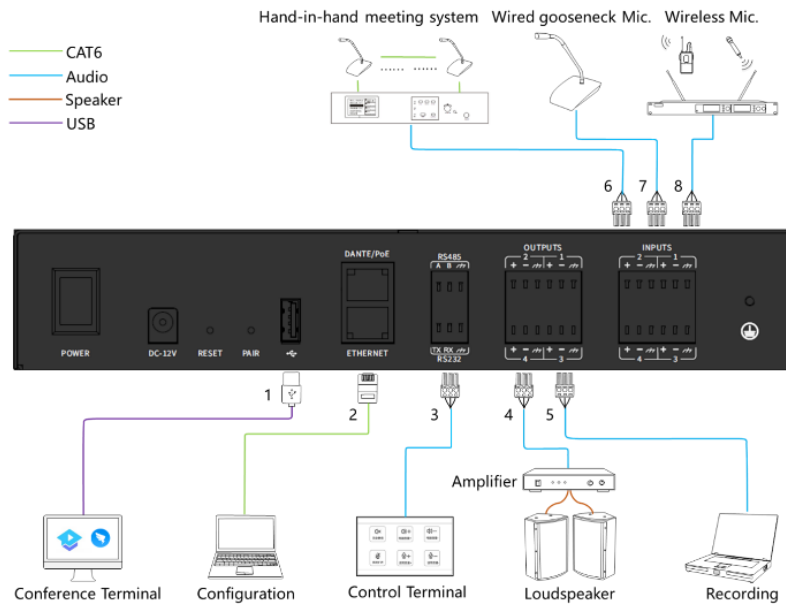 Hand-in-hand meeting system Wired gooseneck Mic. Wireless Mic.
CAT6
Audio
Speaker
USB
6 7 8
DANTE/PoE
RS485
A B
OUTPUTS
2 1
+ − + −
INPUTS
2 1
+ − + −
POWER
DC-12V
RESET
PAIR
ETHERNET
TX RX
RS232
+ − + −
4 3
+ − + −
4 3
1 2 3 4 5
Amplifier
Conference Terminal Configuration Control Terminal Loudspeaker Recording